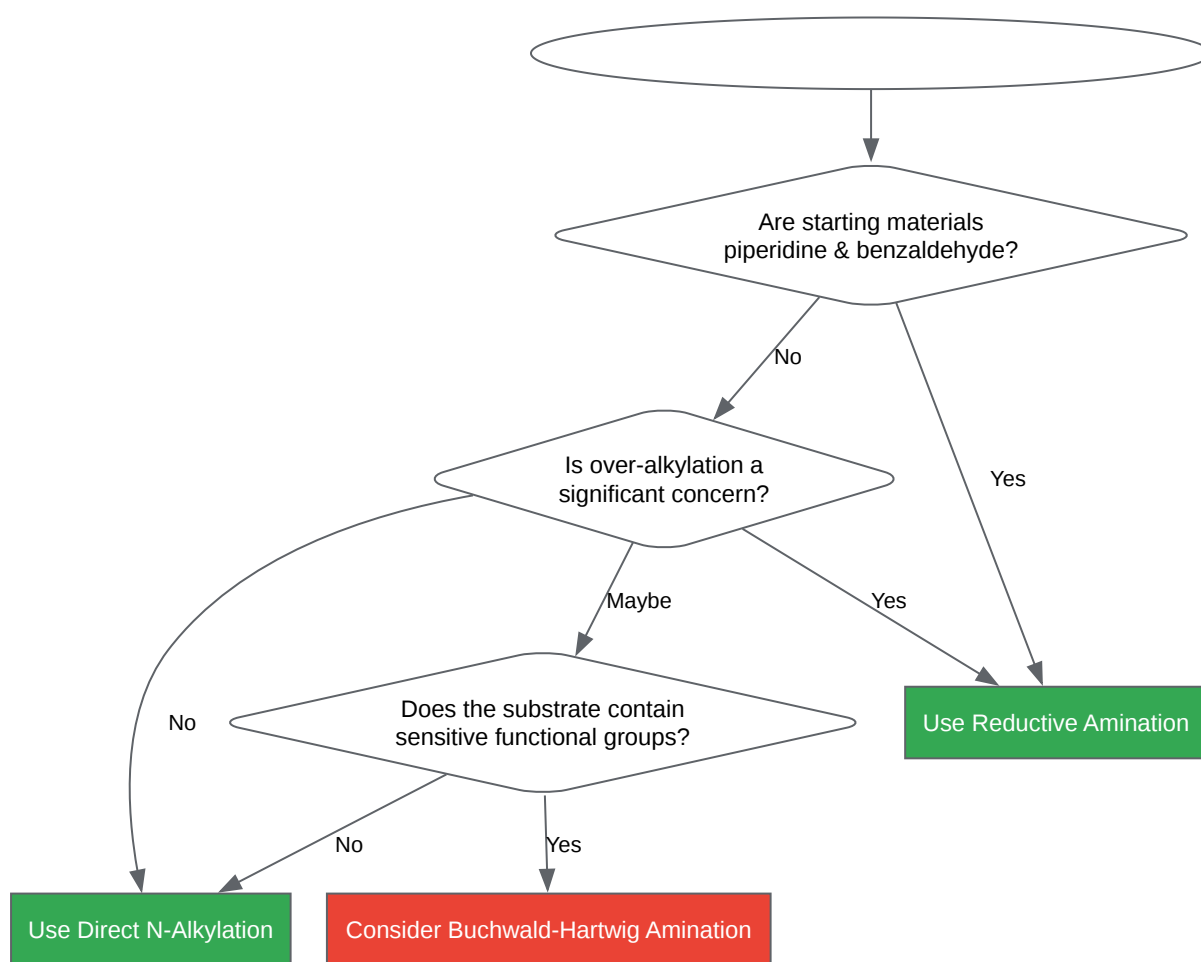 Are starting materials
piperidine & benzaldehyde?
No
Is over-alkylation a
significant concern?
Yes
Maybe
Yes
Does the substrate contain
sensitive functional groups?
No
Use Reductive Amination
No
Yes
Use Direct N-Alkylation
Consider Buchwald-Hartwig Amination